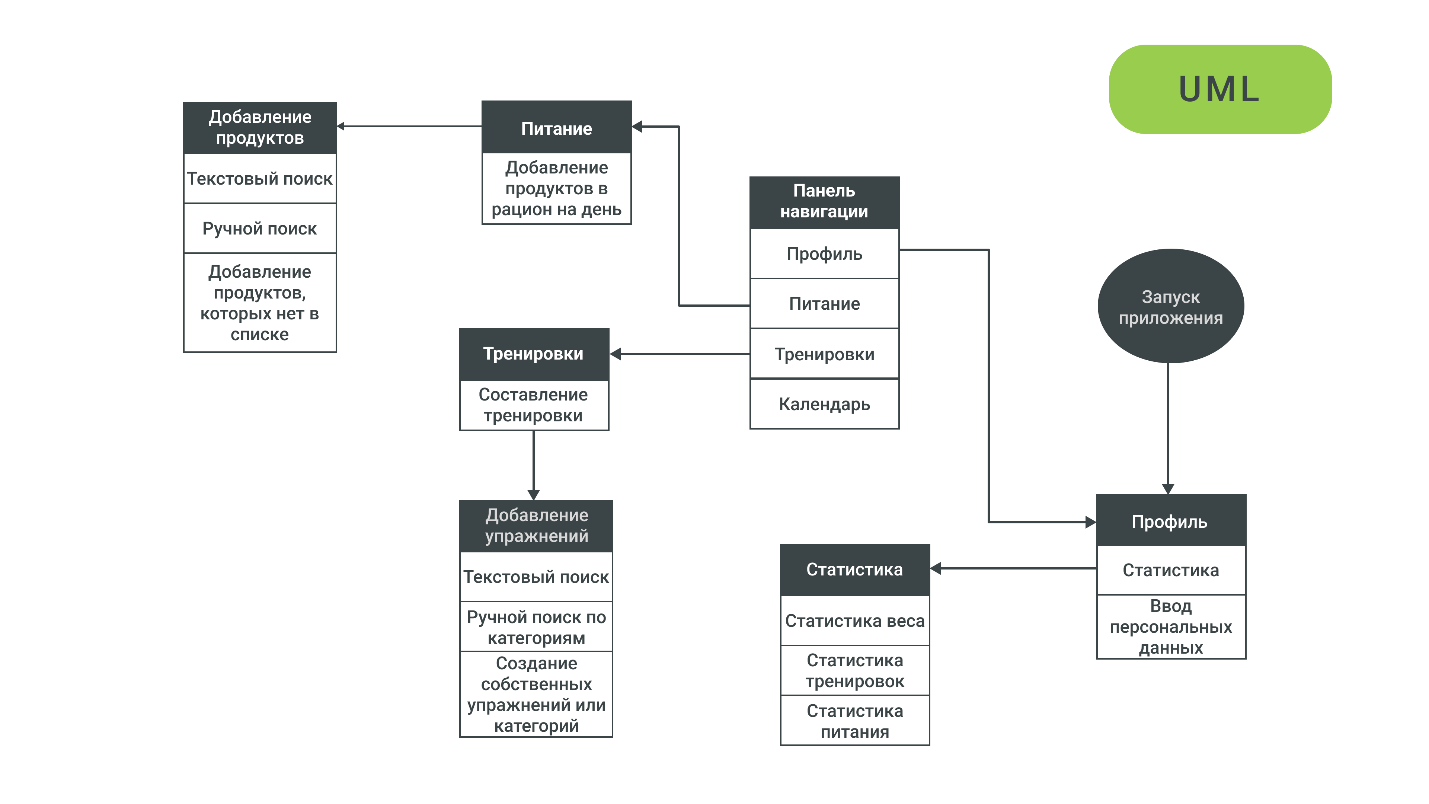 UML
Добавление
продуктов
Текстовый поиск
Ручной поиск
Добавление
продуктов,
которых нет в
списке
Питание
Добавление
продуктов в
рацион на день
Панель
навигации
Профиль
Питание
Тренировки
Календарь
Запуск
приложения
Тренировки
Составление
тренировки
Добавление
упражнений
Текстовый поиск
Ручной поиск по
категориям
Создание
собственных
упражнений или
категорий
Статистика
Статистика веса
Статистика
тренировок
Статистика
питания
Профиль
Статистика
Ввод
персональных
данных